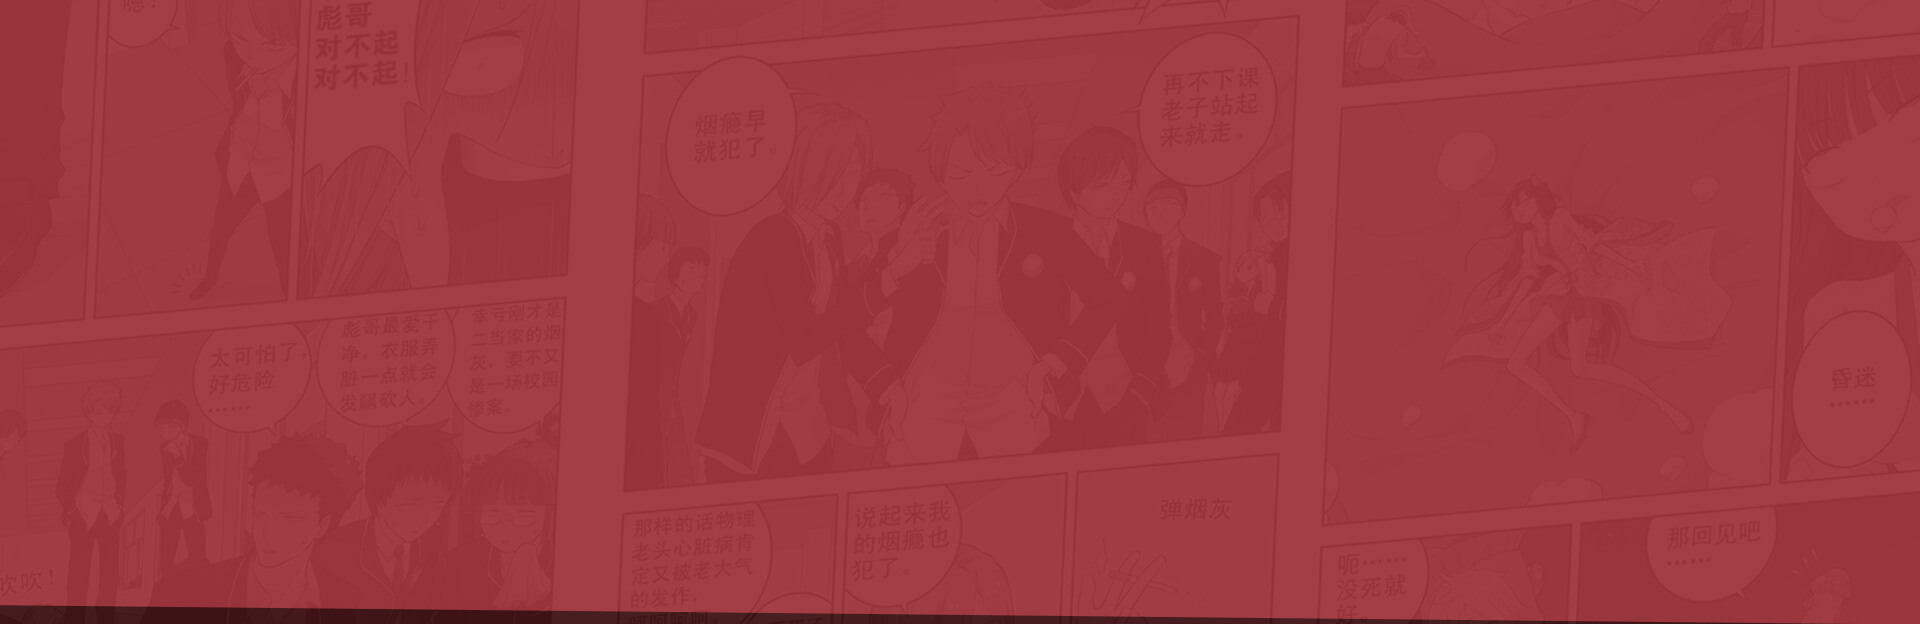 嗯！
彪哥
对不起
对不起！
太可怕了，
好危险
……
彪哥最爱干
净，衣服弄
脏一点就会
发飙砍人。
幸亏刚才是
二当家的烟
灰，要不又
是一场校园
惨案。
吹吹！
烟瘾早
就犯了。
再不下课
老子站起
来就走。
那样的话物理
老头心脏病肯
定又被老大气
的发作，
说起来我
的烟瘾也
犯了。
弹烟灰
昏迷
……
呃……
没死就
好
那回见吧
……